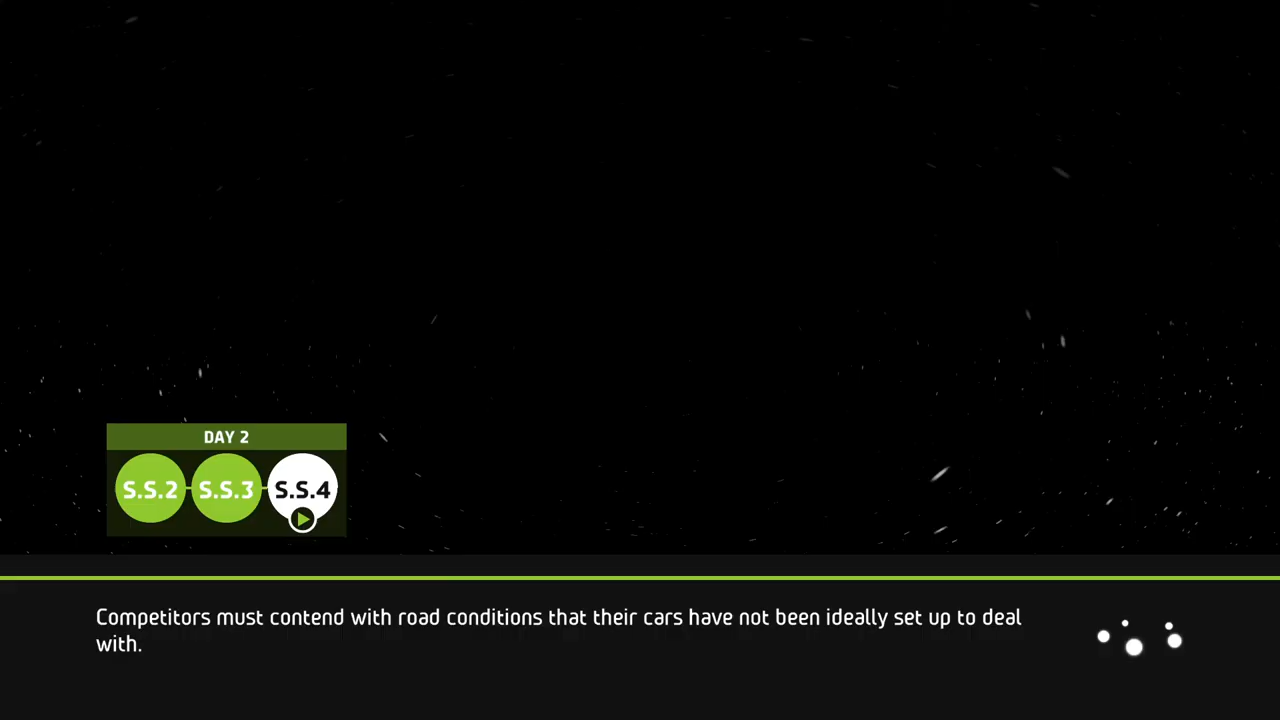 DAY 2
S.S.2 S.S.3 S.S.4
Competitors must contend with road conditions that their cars have not been ideally set up to deal
with.